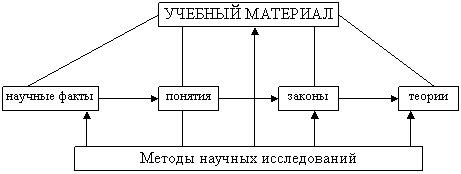 УЧЕБНЫЙ МАТЕРИАЛ
научные факты
понятия
законы
теории
Методы научных исследований